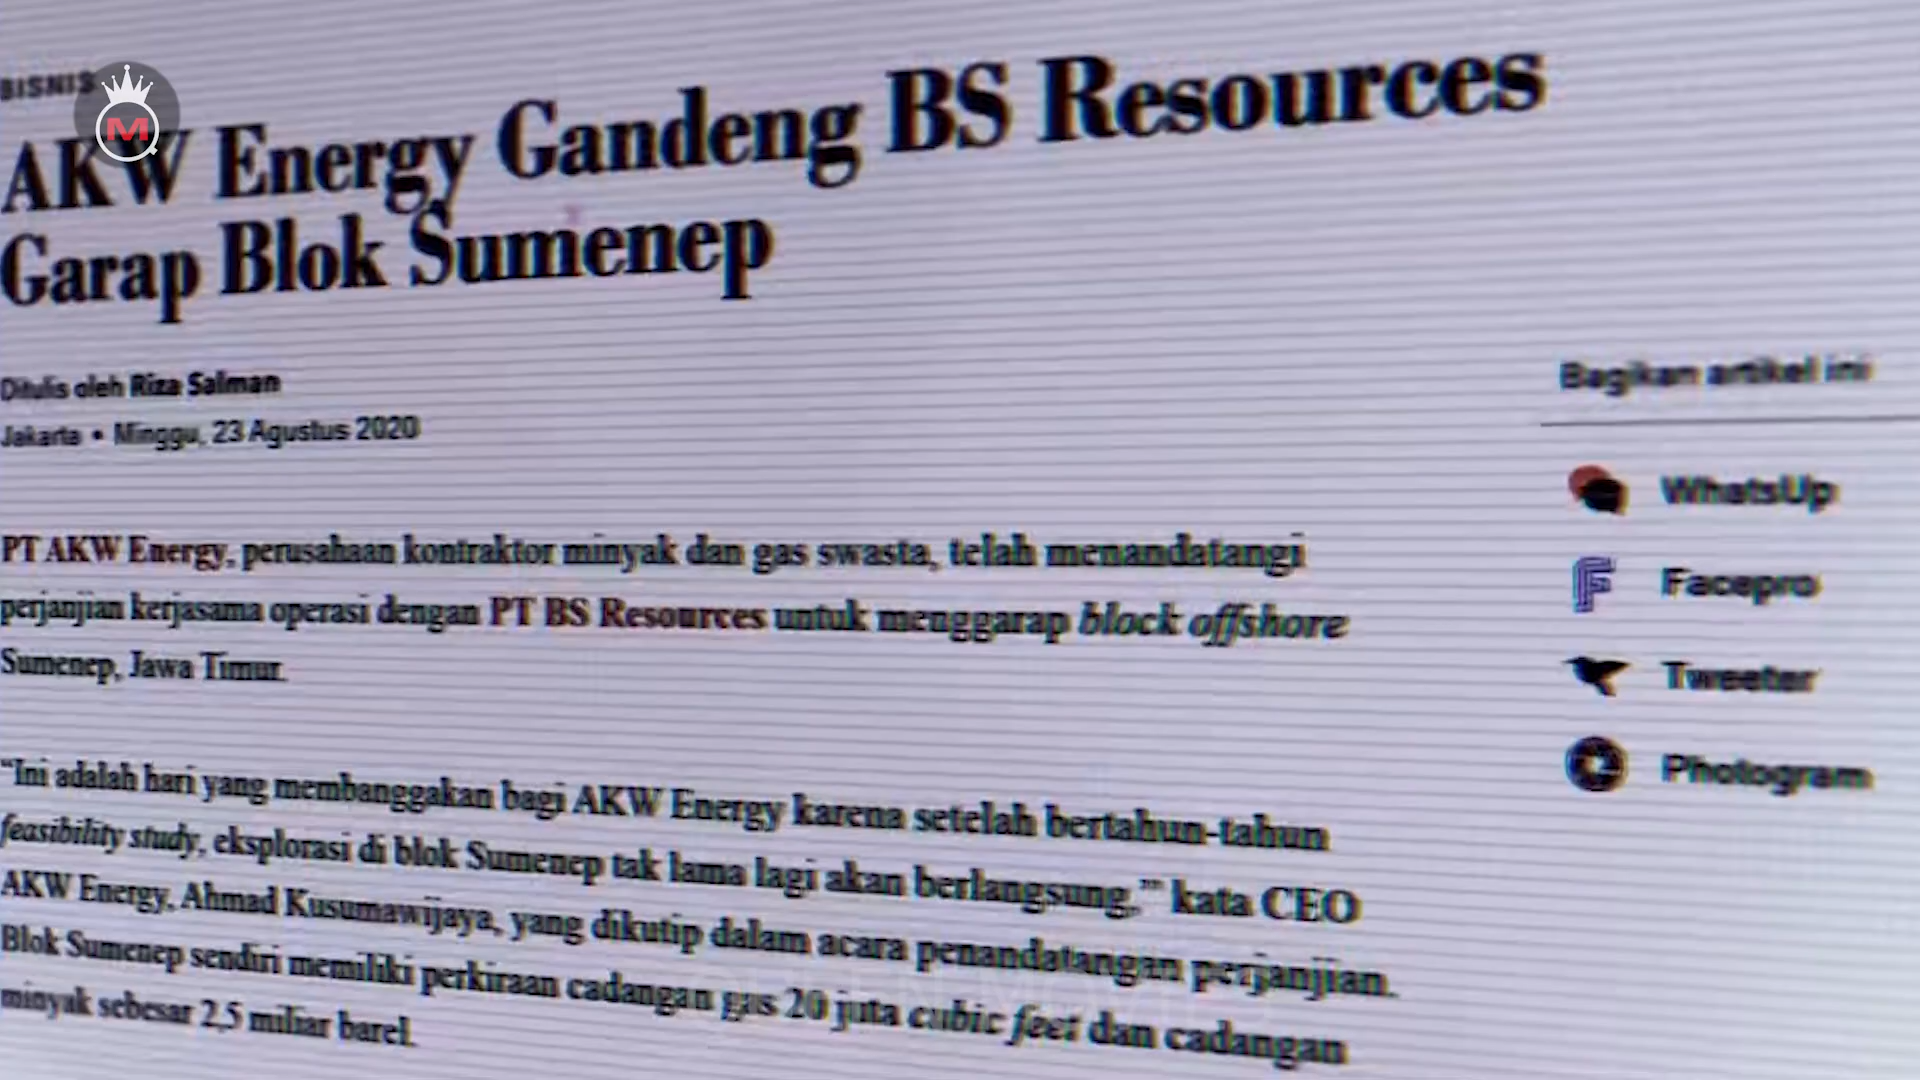 BISNIS
M
AKW Energy Gandeng BS Resources
Garap Blok Sumenep
Ditulis oleh Riza Salman
Jakarta • Minggu, 23 Agustus 2020
Bagikan artikel ini
WhatsUp
Facepro
Tweeter
Photogram
PT AKW Energy, perusahaan kontraktor minyak dan gas swasta, telah menandatangi
perjanjian kerjasama operasi dengan PT BS Resources untuk menggarap block offshore
Sumenep, Jawa Timur.
“Ini adalah hari yang membanggakan bagi AKW Energy karena setelah bertahun-tahun
feasibility study, eksplorasi di blok Sumenep tak lama lagi akan berlangsung,”' kata CEO
AKW Energy, Ahmad Kusumawijaya, yang dikutip dalam acara penandatangan perjanjian.
Blok Sumenep sendiri memiliki perkiraan cadangan gas 20 juta cubic feet dan cadangan
minyak sebesar 2,5 miliar barel.